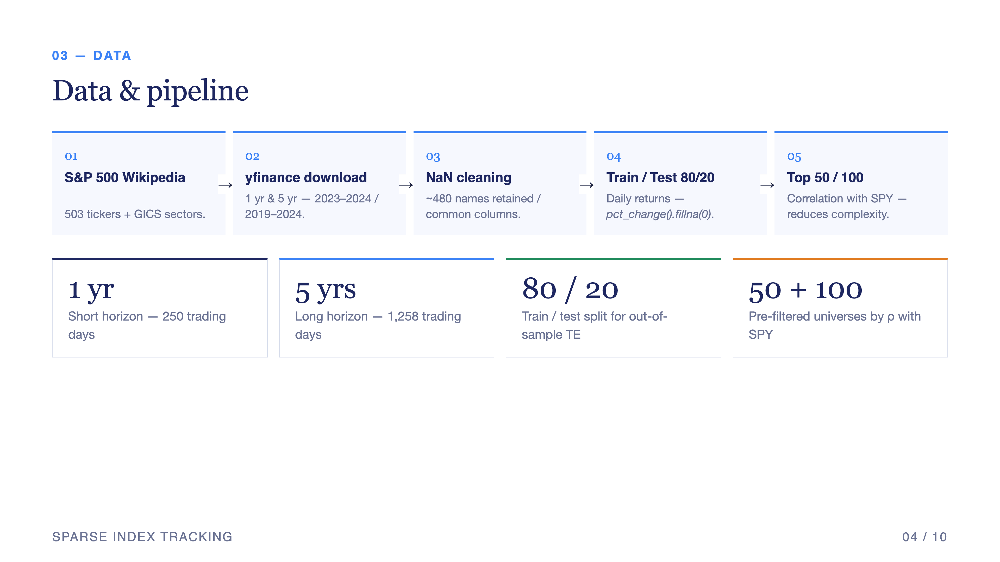 03 — DATA
Data & pipeline
01
S&P 500 Wikipedia
503 tickers + GICS sectors.
→
02
yfinance download
1 yr & 5 yr — 2023–2024 /
2019–2024.
→
03
NaN cleaning
~480 names retained /
common columns.
→
04
Train / Test 80/20
Daily returns —
pct_change().fillna(0).
→
05
Top 50 / 100
Correlation with SPY —
reduces complexity.
1 yr
Short horizon — 250 trading
days
5 yrs
Long horizon — 1,258 trading
days
80 / 20
Train / test split for out-of-
sample TE
50 + 100
Pre-filtered universes by ρ with
SPY
SPARSE INDEX TRACKING
04 / 10